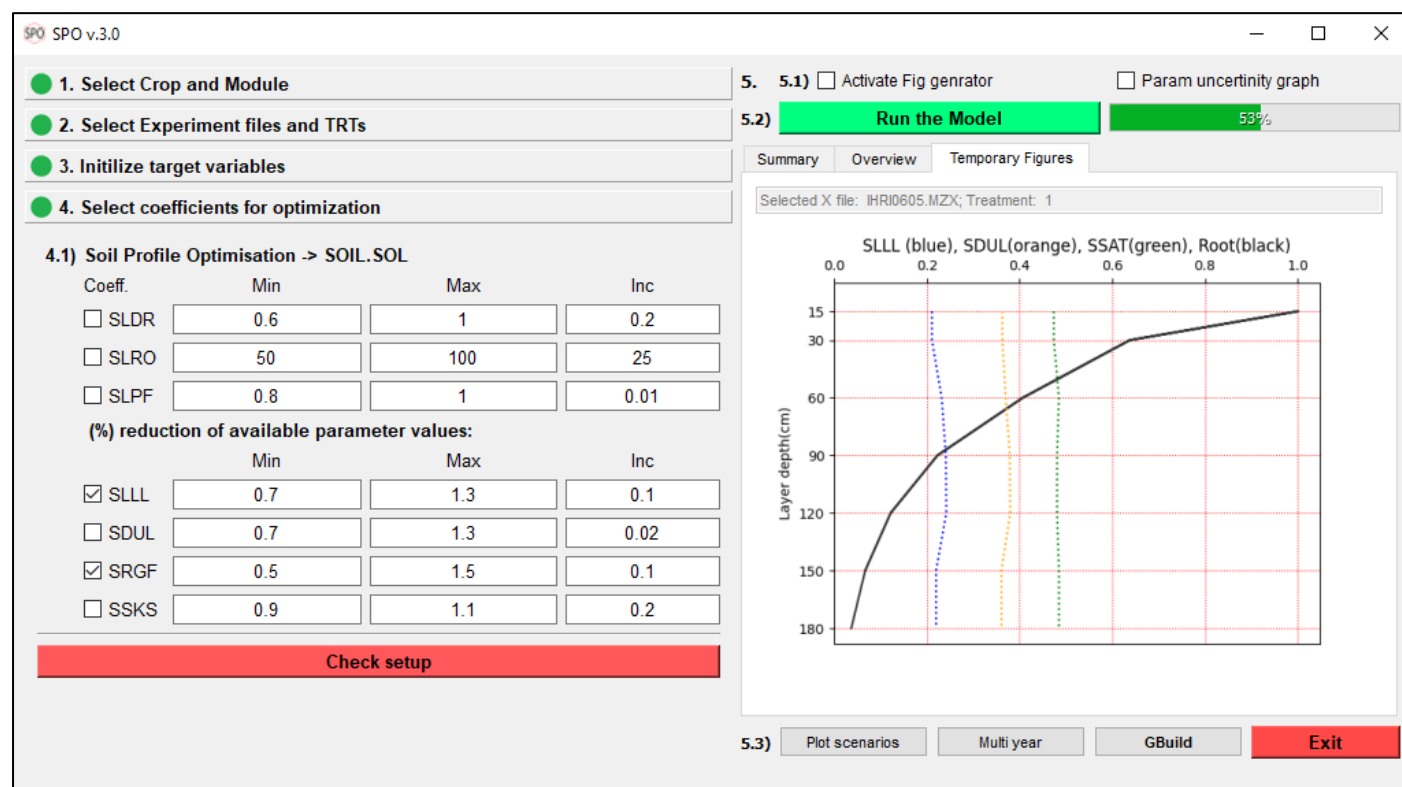 SPO SPO v.3.0
1. Select Crop and Module
2. Select Experiment files and TRTs
3. Initilize target variables
4. Select coefficients for optimization
4.1) Soil Profile Optimisation -> SOIL.SOL
Coeff. Min Max Inc
SLDR 0.6 1 0.2
SLRO 50 100 25
SLPF 0.8 1 0.01
(%) reduction of available parameter values:
Min Max Inc
SLLL 0.7 1.3 0.1
SDUL 0.7 1.3 0.02
SRGF 0.5 1.5 0.1
SSKS 0.9 1.1 0.2
Check setup
5. 5.1) Activate Fig genrator Param uncertinity graph
5.2) Run the Model 53%
Summary Overview Temporary Figures
Selected X file: IHRI0605.MZX; Treatment: 1
SLLL (blue), SDUL(orange), SSAT(green), Root(black)
0.0 0.2 0.4 0.6 0.8 1.0
15
30
60
90
120
150
180
Layer depth(cm)
5.3) Plot scenarios Multi year GBuild Exit